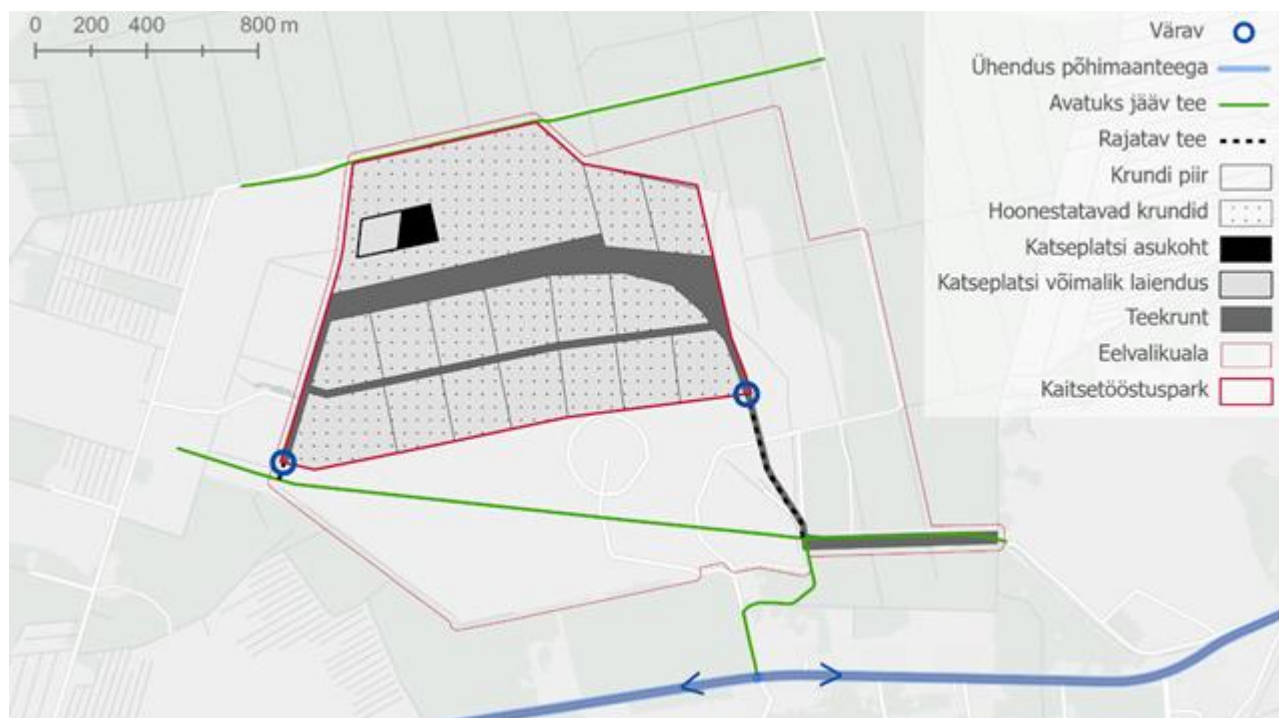 0 200 400 800 m
Värav
Ühendus põhimaanteega
Avatuks jääv tee
Rajatav tee
Krundi piir
Hoonestatavad krundid
Katseplatsi asukoht
Katseplatsi võimalik laiendus
Teekrunt
Eelvalikuala
Kaitsetööstuspark